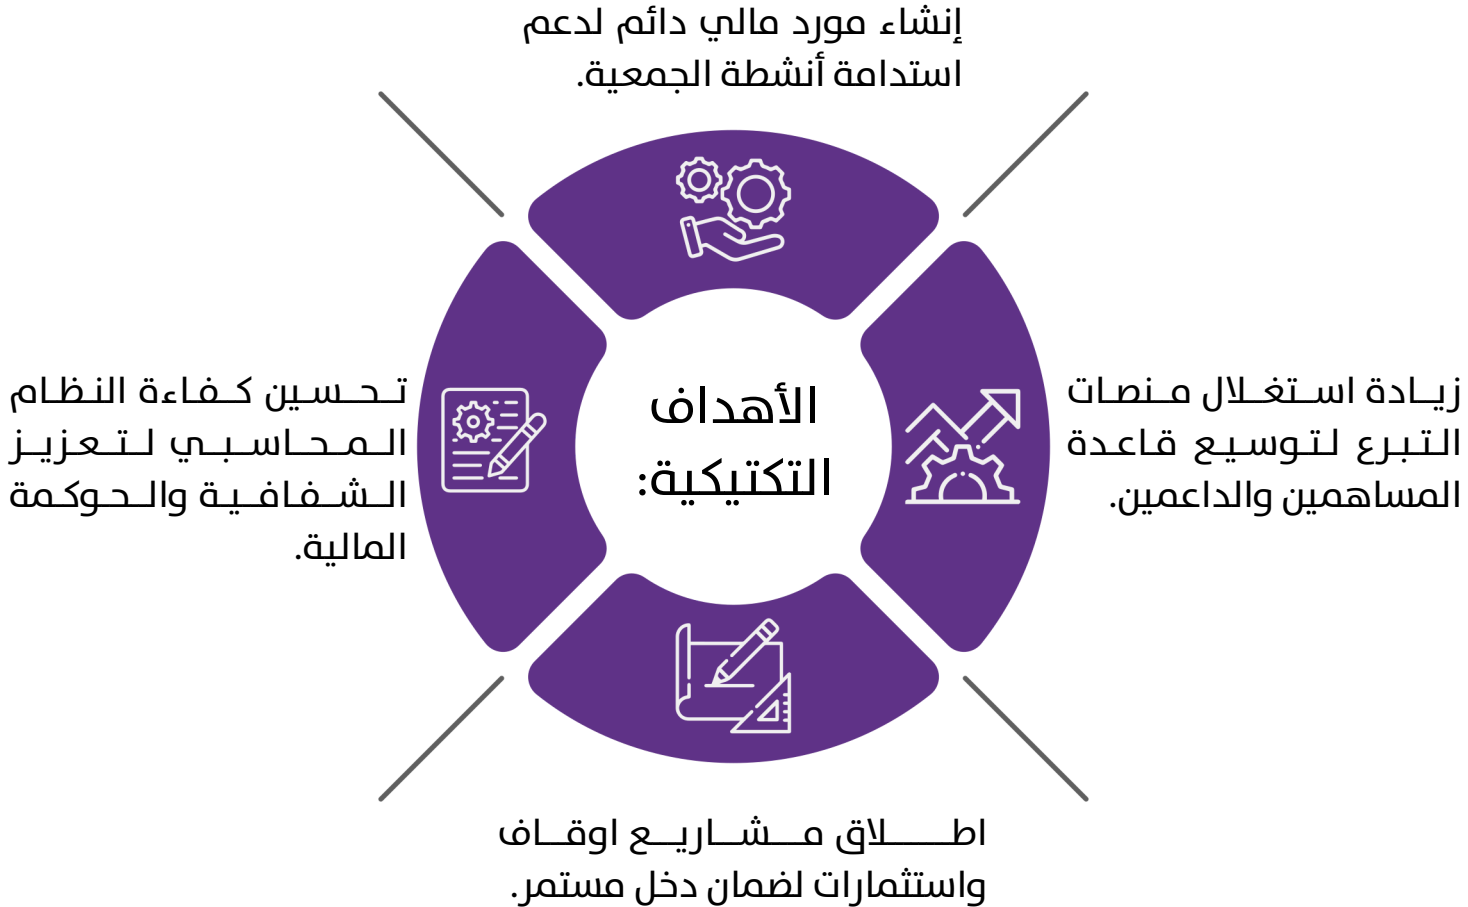 إنشاء مورد مالي دائم لدعم
استدامة أنشطة الجمعية.
زيادة استغلال منصات
التبرع لتوسيع قاعدة
المساهمين والداعمين.
الأهداف
التكتيكية:
تحسين كفاءة النظام
المحاسبي لتعزيز
الشفافية والحوكمة
المالية.
اطلاق مشاريع اوقاف
واستثمارات لضمان دخل مستمر.